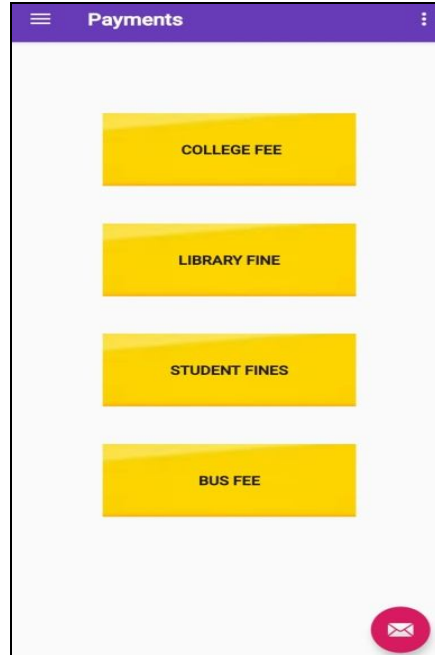 Payments
COLLEGE FEE
LIBRARY FINE
STUDENT FINES
BUS FEE